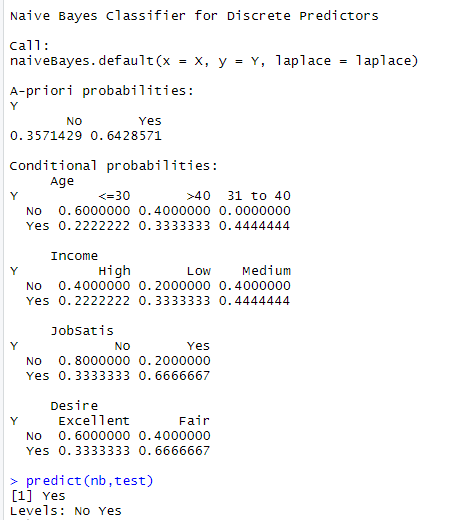 Naive Bayes Classifier for Discrete Predictors
Call:
naiveBayes.default(x = X, y = Y, laplace = laplace)
A-priori probabilities:
Y
No Yes
0.3571429 0.6428571
Conditional probabilities:
Age
Y <=30 >40 31 to 40
No 0.6000000 0.4000000 0.0000000
Yes 0.2222222 0.3333333 0.4444444
Income
Y High Low Medium
No 0.4000000 0.2000000 0.4000000
Yes 0.2222222 0.3333333 0.4444444
JobSatis
Y No Yes
No 0.8000000 0.2000000
Yes 0.3333333 0.6666667
Desire
Y Excellent Fair
No 0.6000000 0.4000000
Yes 0.3333333 0.6666667
> predict(nb,test)
[1] Yes
Levels: No Yes